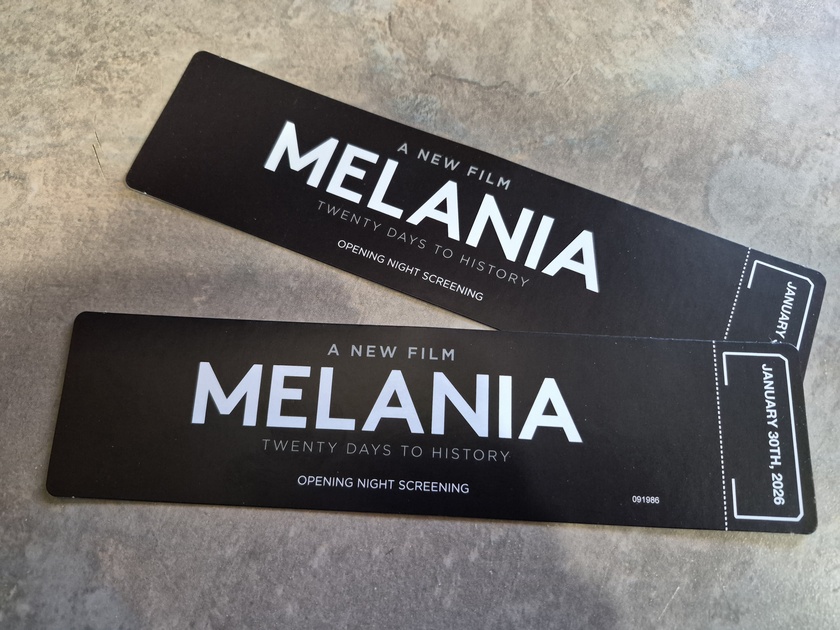 A NEW FILM
MELANIA
TWENTY DAYS TO HISTORY
OPENING NIGHT SCREENING
JANUARY
A NEW FILM
MELANIA
TWENTY DAYS TO HISTORY
OPENING NIGHT SCREENING
091986
JANUARY 30TH, 2026